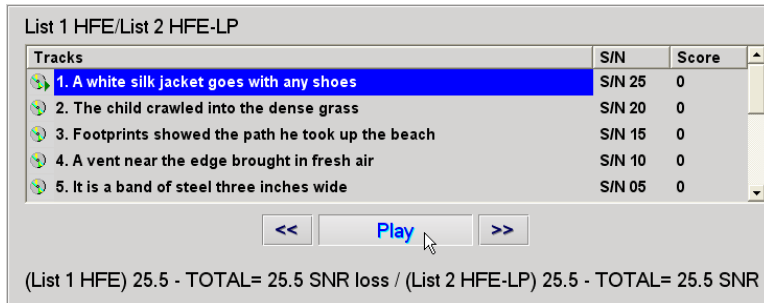 List 1 HFE/List 2 HFE-LP
Tracks S/N Score
1. A white silk jacket goes with any shoes S/N 25 0
2. The child crawled into the dense grass S/N 20 0
3. Footprints showed the path he took up the beach S/N 15 0
4. A vent near the edge brought in fresh air S/N 10 0
5. It is a band of steel three inches wide S/N 05 0
<< Play >>
(List 1 HFE) 25.5 - TOTAL= 25.5 SNR loss / (List 2 HFE-LP) 25.5 - TOTAL= 25.5 SNR